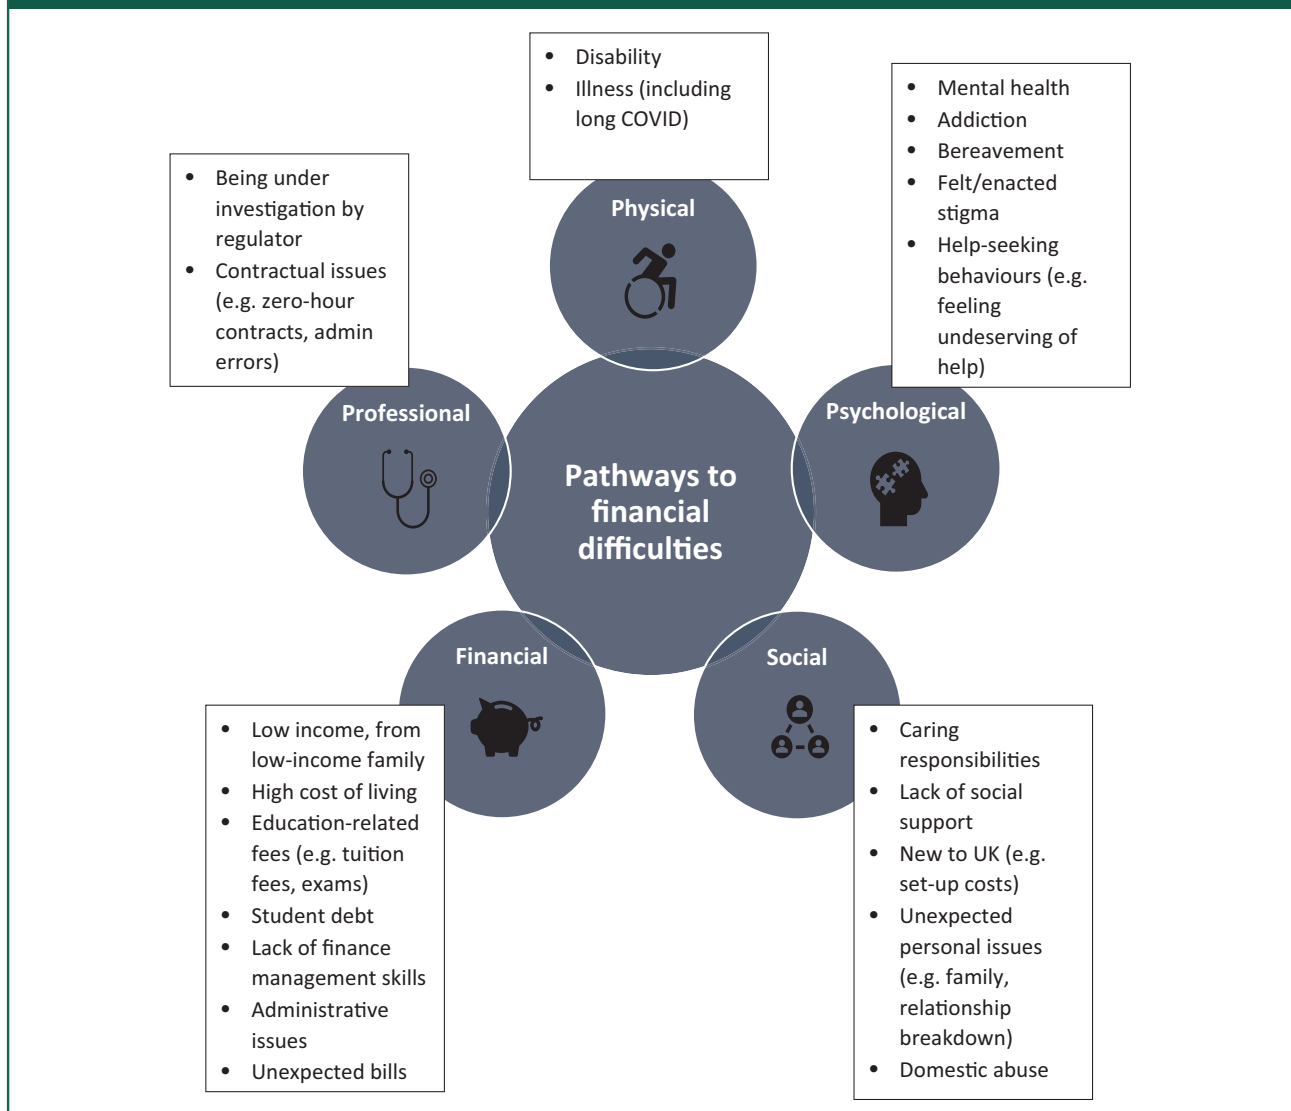 • Disability
• Illness (including
long COVID)
Physical
• Mental health
• Addiction
• Bereavement
• Felt/enacted
stigma
• Help-seeking
behaviours (e.g.
feeling
undeserving of
help)
Psychological
• Being under
investigation by
regulator
• Contractual issues
(e.g. zero-hour
contracts, admin
errors)
Professional
Pathways to
financial
difficulties
Financial
• Low income, from
low-income family
• High cost of living
• Education-related
fees (e.g. tuition
fees, exams)
• Student debt
• Lack of finance
management skills
• Administrative
issues
• Unexpected bills
Social
• Caring
responsibilities
• Lack of social
support
• New to UK (e.g.
set-up costs)
• Unexpected
personal issues
(e.g. family,
relationship
breakdown)
• Domestic abuse